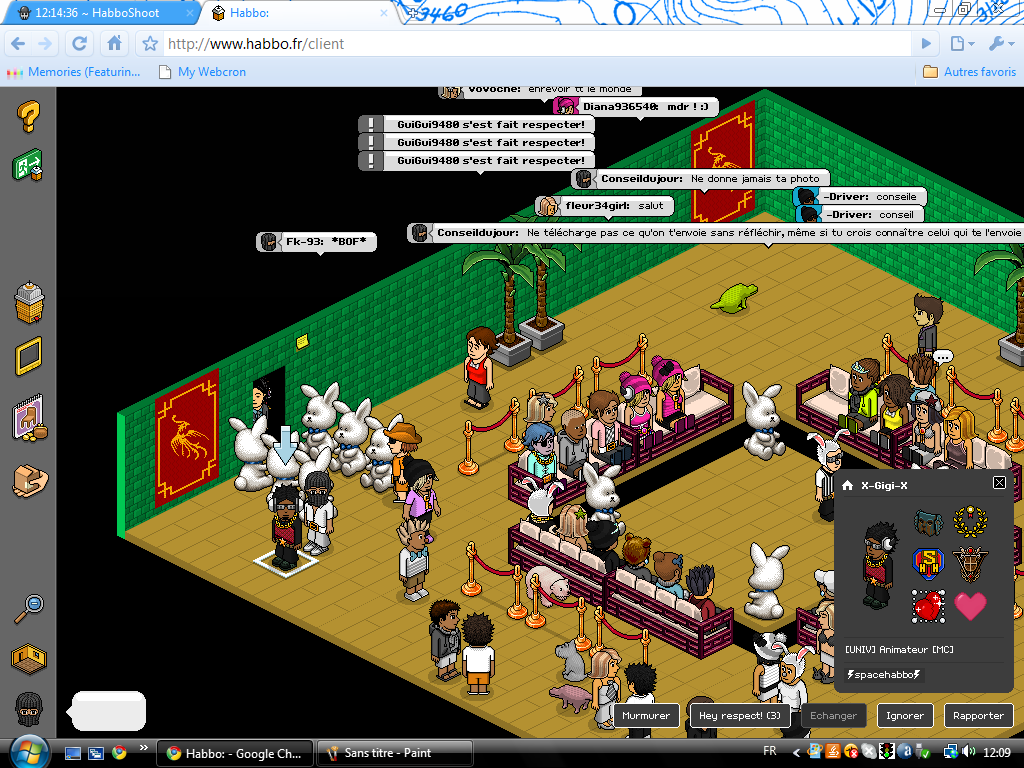 12:14:36 ~ HabboShoot
Habbo:
3460
http://www.habbo.fr/client
Memories (Featurin...
My Webcron
Autres favoris
vovoche: enrevoir tt le monde
Diana936540: mdr ! :)
GuiGui9480 s'est fait respecter!
GuiGui9480 s'est fait respecter!
GuiGui9480 s'est fait respecter!
Conseildujour: Ne donne jamais ta photo
-Driver: conseile
fleur34girl: salut
-Driver: conseil
Conseildujour: Ne télécharge pas ce qu'on t'envoie sans réfléchir, même si tu crois connaître celui qui te l'envoie
Fk-93: *BOF*
X-Gigi-X
[UNIV] Animateur [MC]
spacehabbo
Murmurer
Hey respect! (3)
Echanger
Ignorer
Rapporter
Habbo: - Google Ch...
Sans titre - Paint
FR
12:09